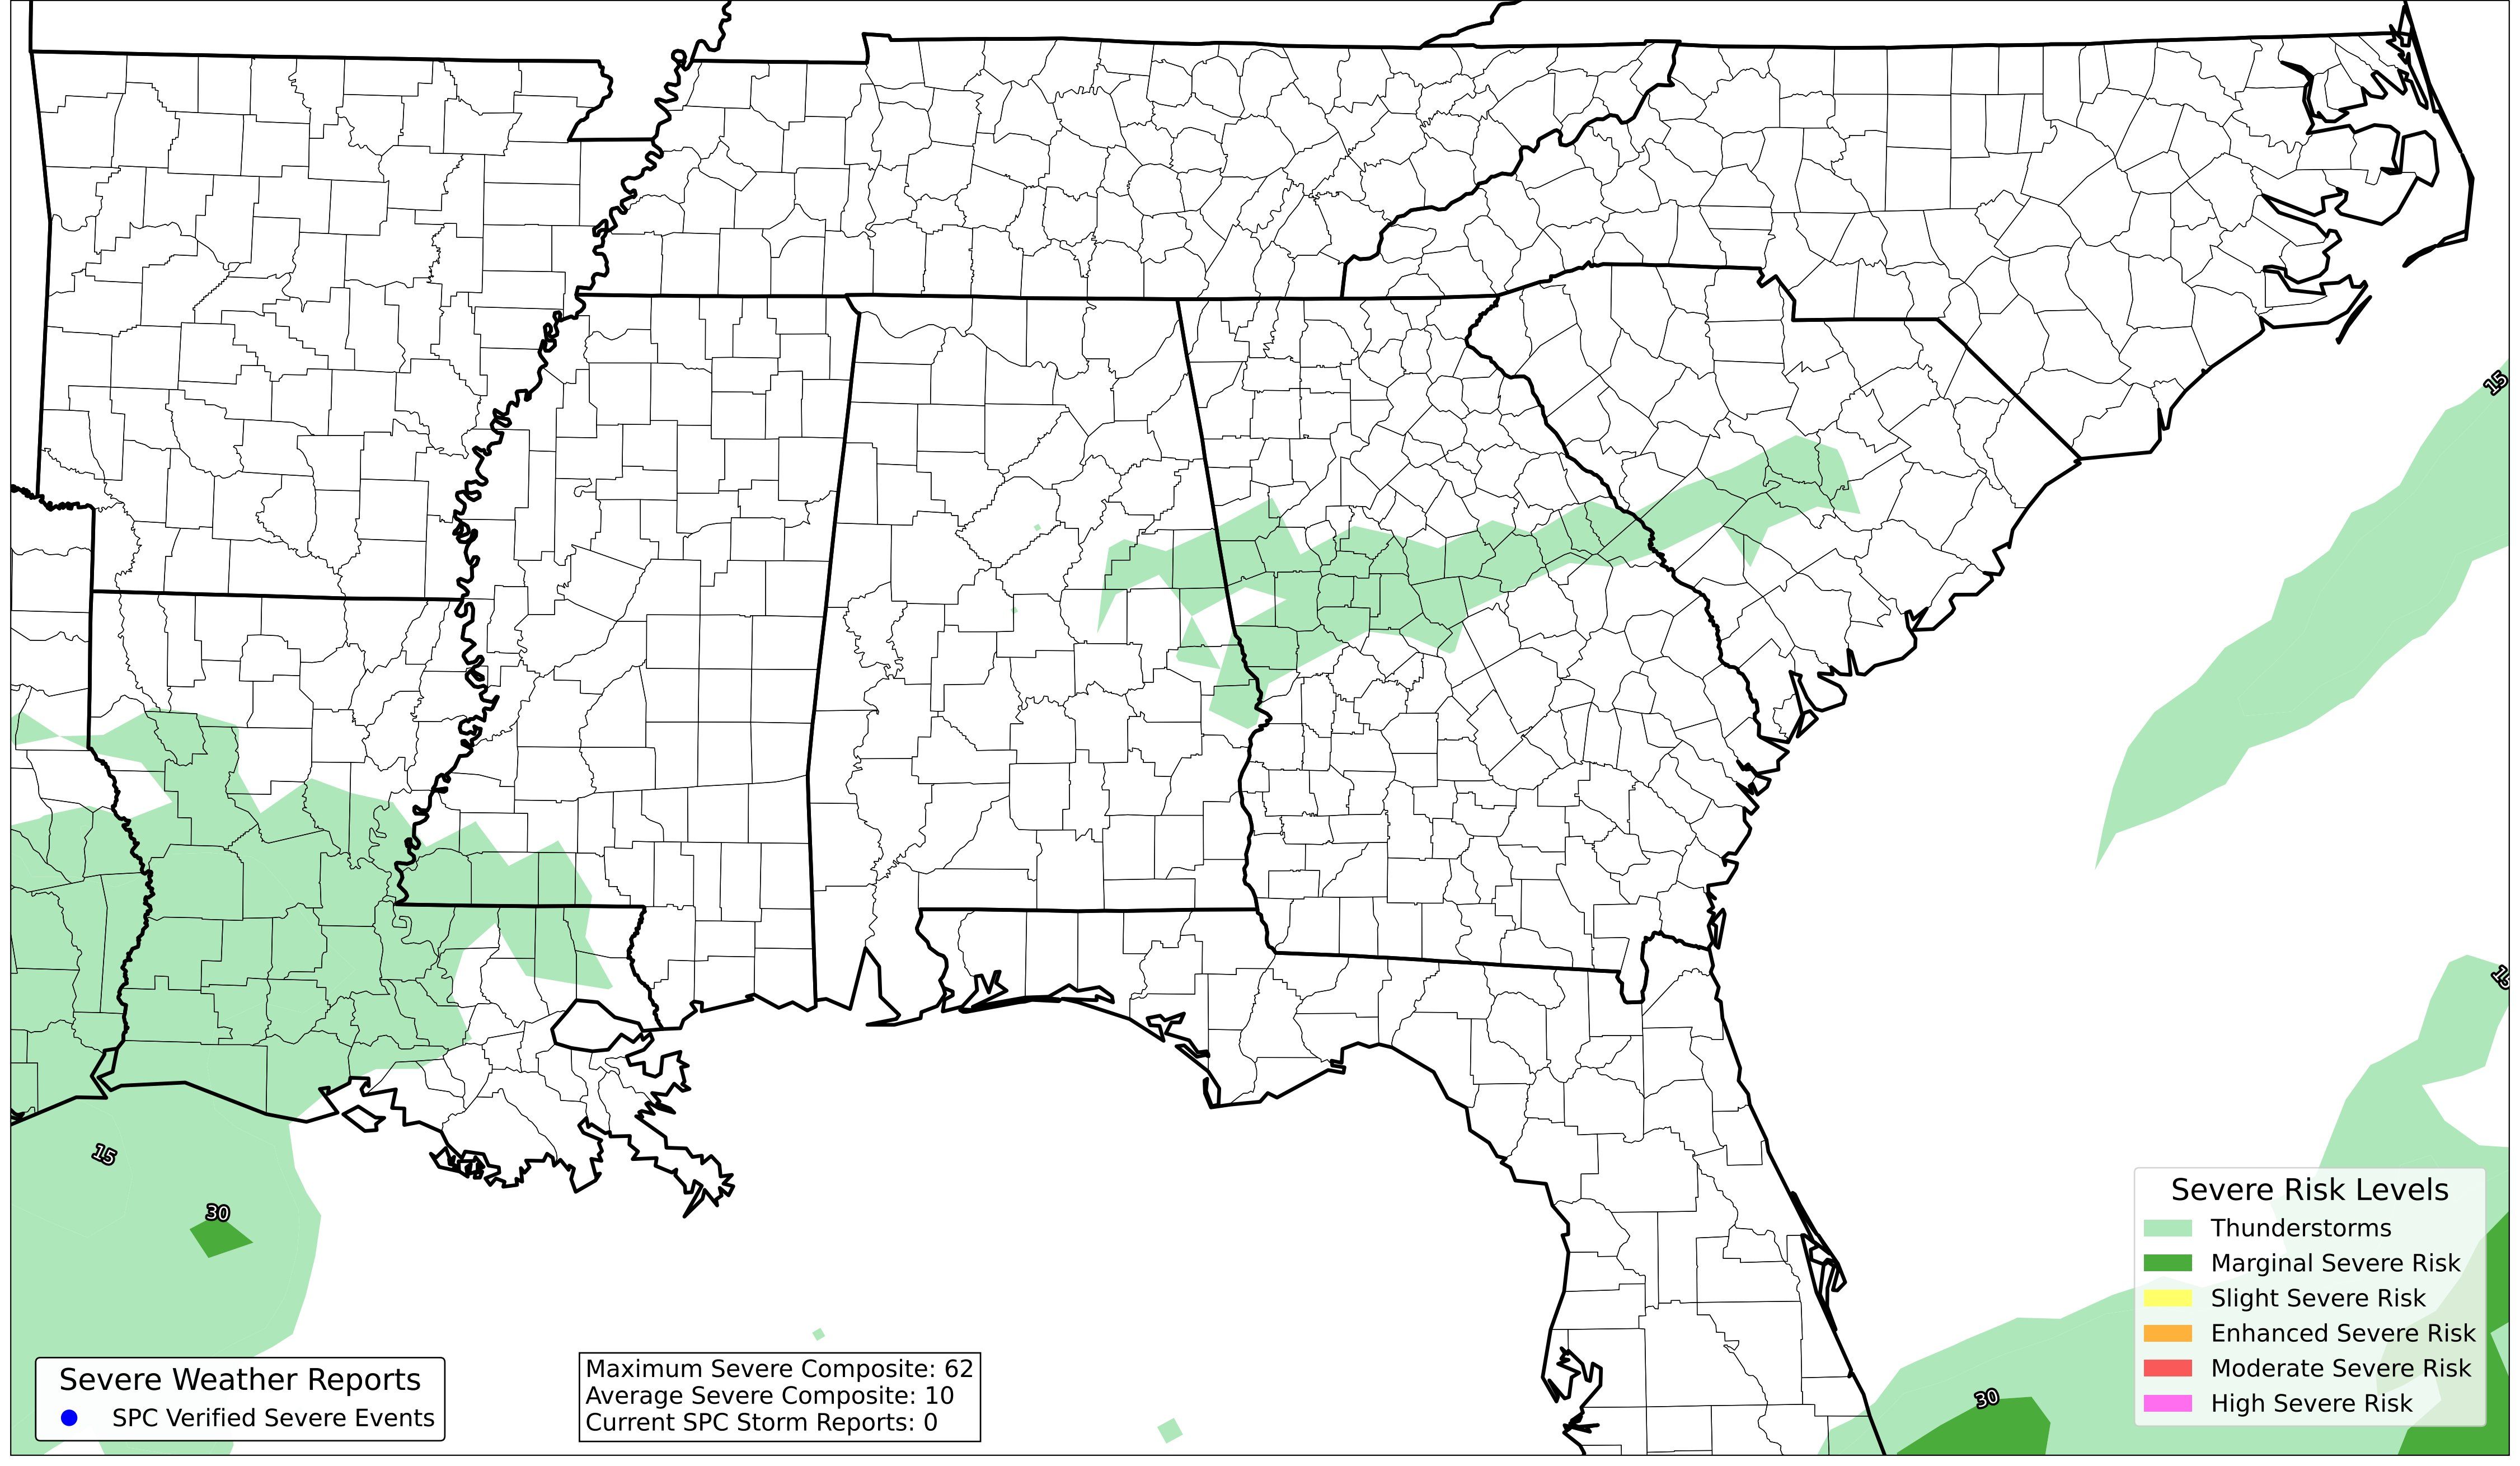 15
15
15
30
30
Severe Weather Reports
SPC Verified Severe Events
Maximum Severe Composite: 62
Average Severe Composite: 10
Current SPC Storm Reports: 0
Severe Risk Levels
Thunderstorms
Marginal Severe Risk
Slight Severe Risk
Enhanced Severe Risk
Moderate Severe Risk
High Severe Risk